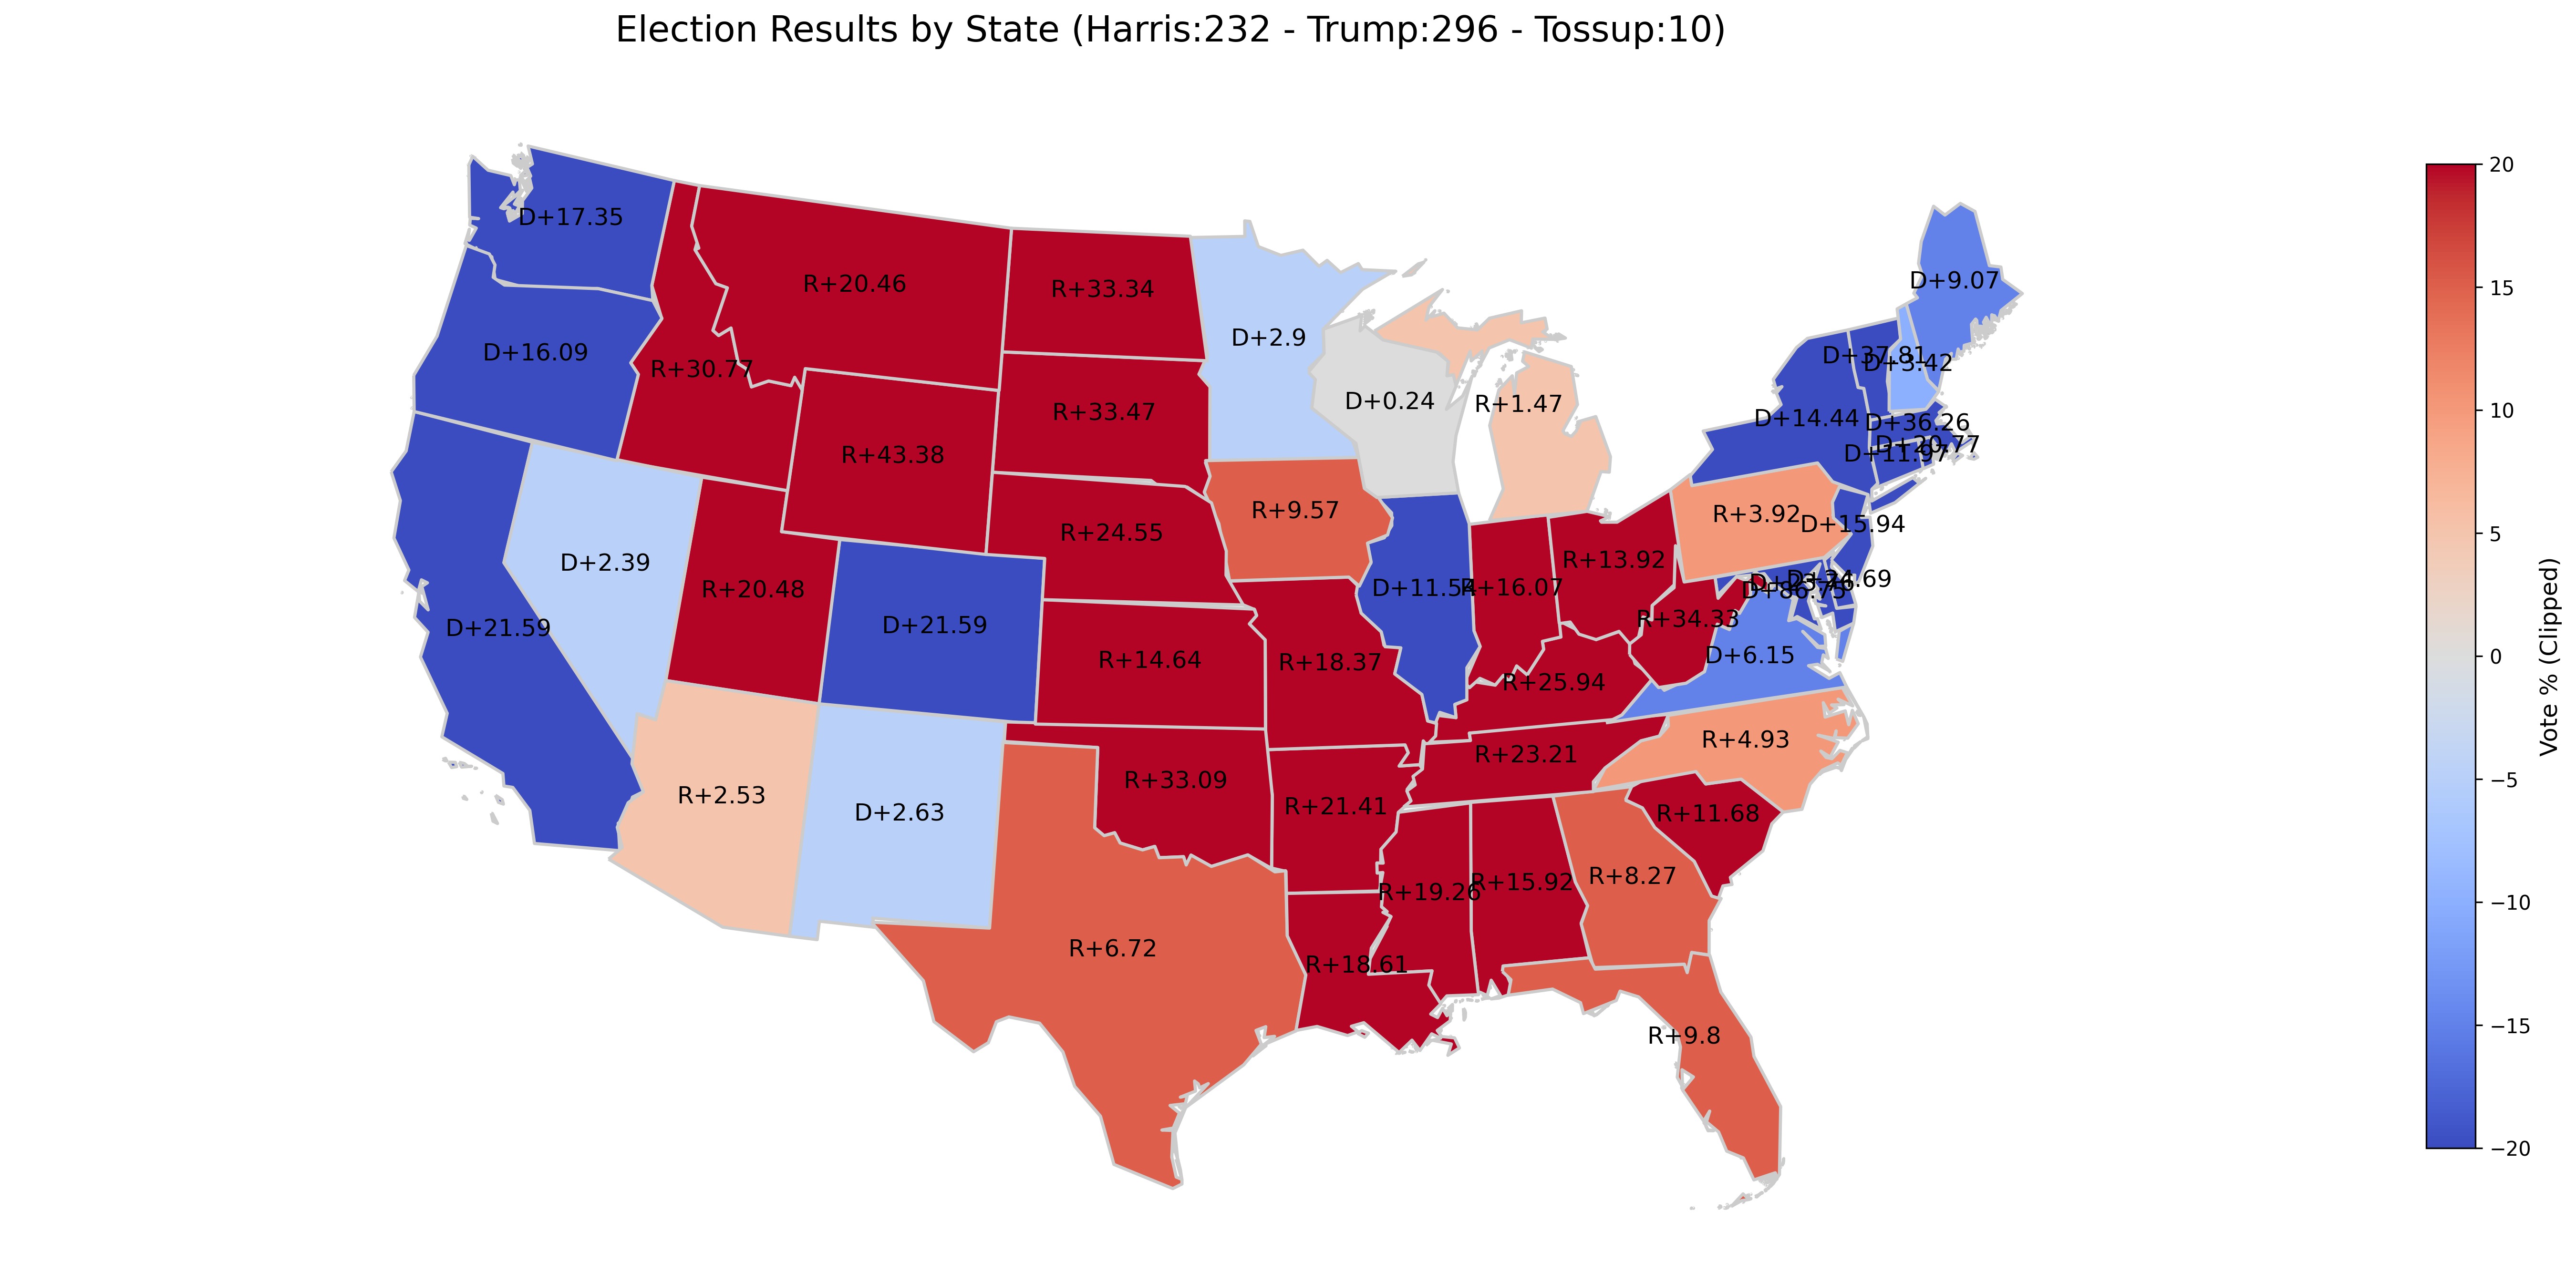 Election Results by State (Harris:232 - Trump:296 - Tossup:10)
20
D+17.35
D+9.07
R+20.46
R+33.34
D+2.9
15
D+16.09
R+30.77
D+37.81
D+3.42
D+0.24
R+1.47
R+33.47
D+14.44
D+36.26
D+20.77
D+11.97
10
R+43.38
R+9.57
R+3.92
D+15.94
R+24.55
D+2.39
R+13.92
5
R+20.48
D+11.54
R+16.07
D+86.75
D+21.59
D+21.59
R+34.33
R+14.64
R+18.37
D+6.15
0
R+25.94
R+4.93
R+23.21
R+33.09
−5
R+2.53
D+2.63
R+21.41
R+11.68
R+19.26
R+15.92
R+8.27
−10
R+6.72
R+18.61
−15
R+9.8
−20
Vote % (Clipped)